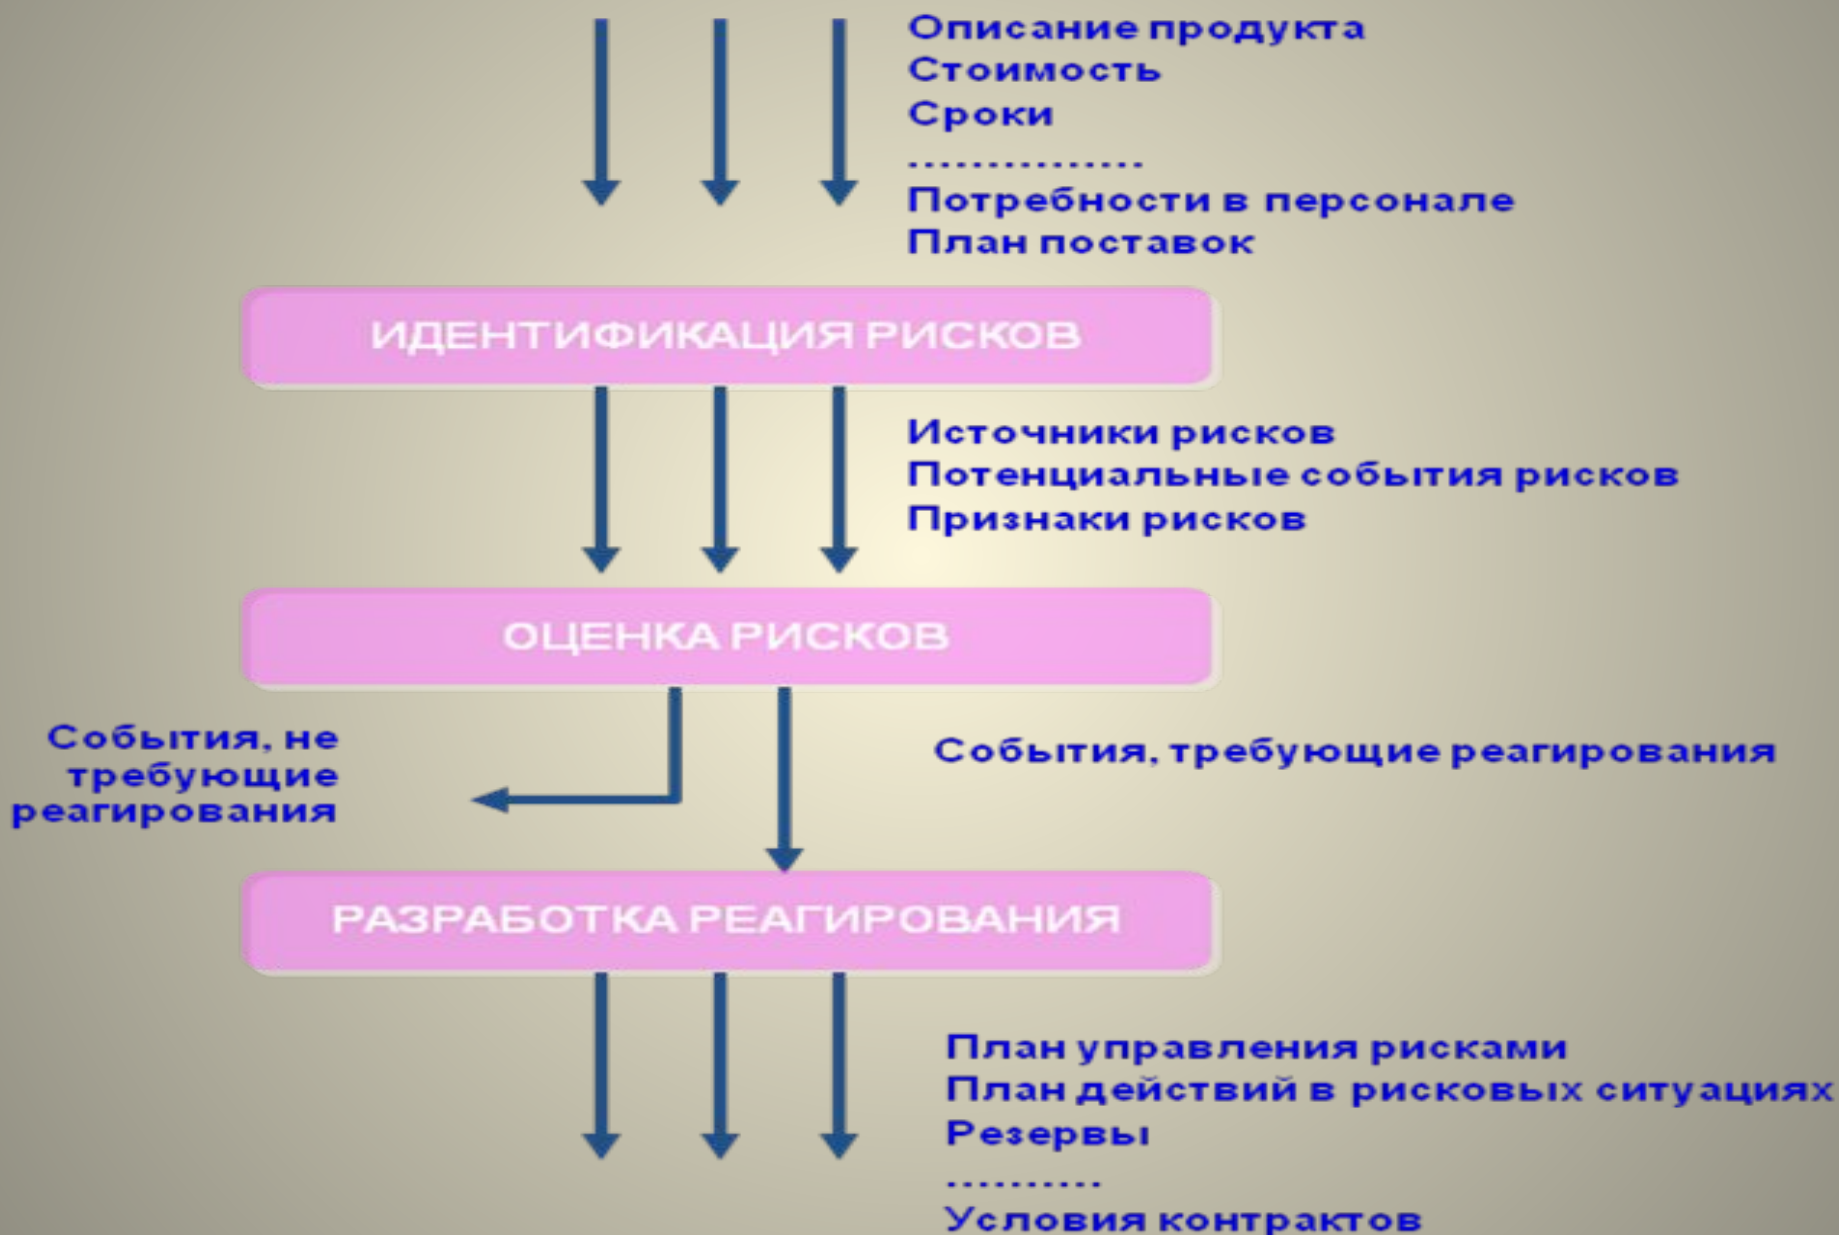 Описание продукта
Стоимость
Сроки
...............
Потребности в персонале
План поставок
ИДЕНТИФИКАЦИЯ РИСКОВ
Источники рисков
Потенциальные события рисков
Признаки рисков
ОЦЕНКА РИСКОВ
События, не
требующие
реагирования
События, требующие реагирования
РАЗРАБОТКА РЕАГИРОВАНИЯ
План управления рисками
План действий в рисковых ситуациях
Резервы
..........
Условия контрактов